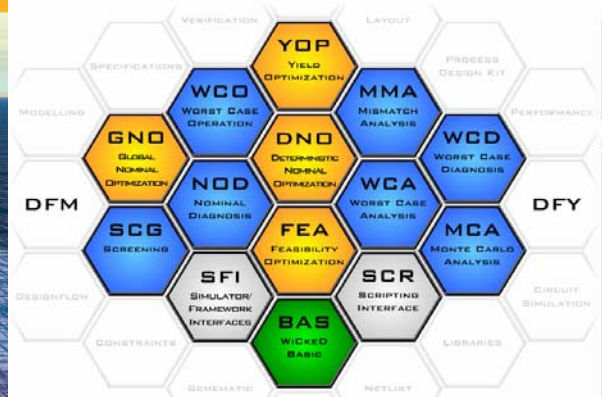 VERIFICATION
LAYOUT
YOP
YIELD
OPTIMIZATION
SPECIFICATIONS
PROCESS
DESIGN KIT
WCO
WORST CASE
OPERATION
MMA
MISMATCH
ANALYSIS
MODELLING
PERFORMANCE
GNO
GLOBAL
NOMINAL
OPTIMIZATION
DNO
DETERMINISTIC
NOMINAL
OPTIMIZATION
WCD
WORST CASE
DIAGNOSIS
NOD
NOMINAL
DIAGNOSIS
WCA
WORST CASE
ANALYSIS
DFM
DFY
SCG
SCREENING
FEA
FEASIBILITY
OPTIMIZATION
MCA
MONTE CARLO
ANALYSIS
SFI
SIMULATOR/
FRAMEWORK
INTERFACES
SCR
SCRIPTING
INTERFACE
DESIGNFLOW
CIRCUIT
SIMULATION
BAS
WICKED
BASIC
CONSTRAINTS
LIBRARIES
SCHEMATIC
NETLIST